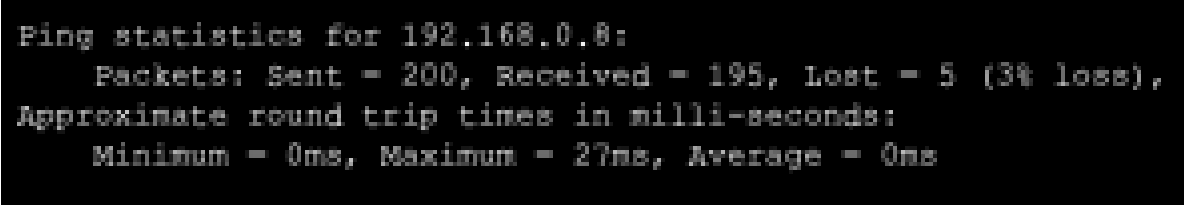 Ping statistics for 192.168.0.8:
Packets: Sent = 200, Received = 195, Lost = 5 (3% loss),
Approximate round trip times in milli-seconds:
Minimum = 0ms, Maximum = 27ms, Average = 0ms